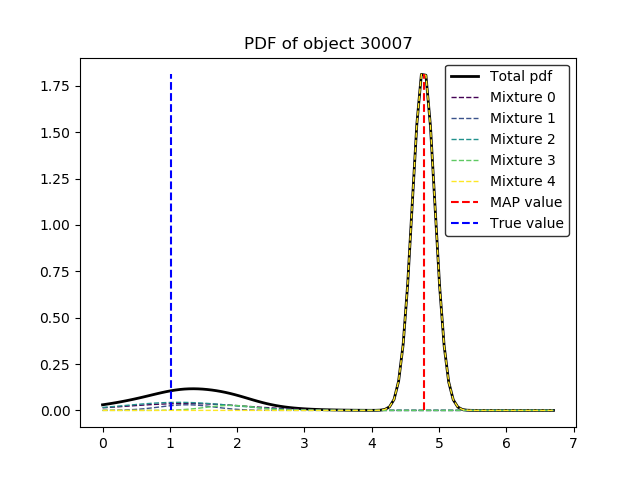 PDF of object 30007
1.75
1.50
1.25
1.00
0.75
0.50
0.25
0.00
0 1 2 3 4 5 6 7
Total pdf
Mixture 0
Mixture 1
Mixture 2
Mixture 3
Mixture 4
MAP value
True value